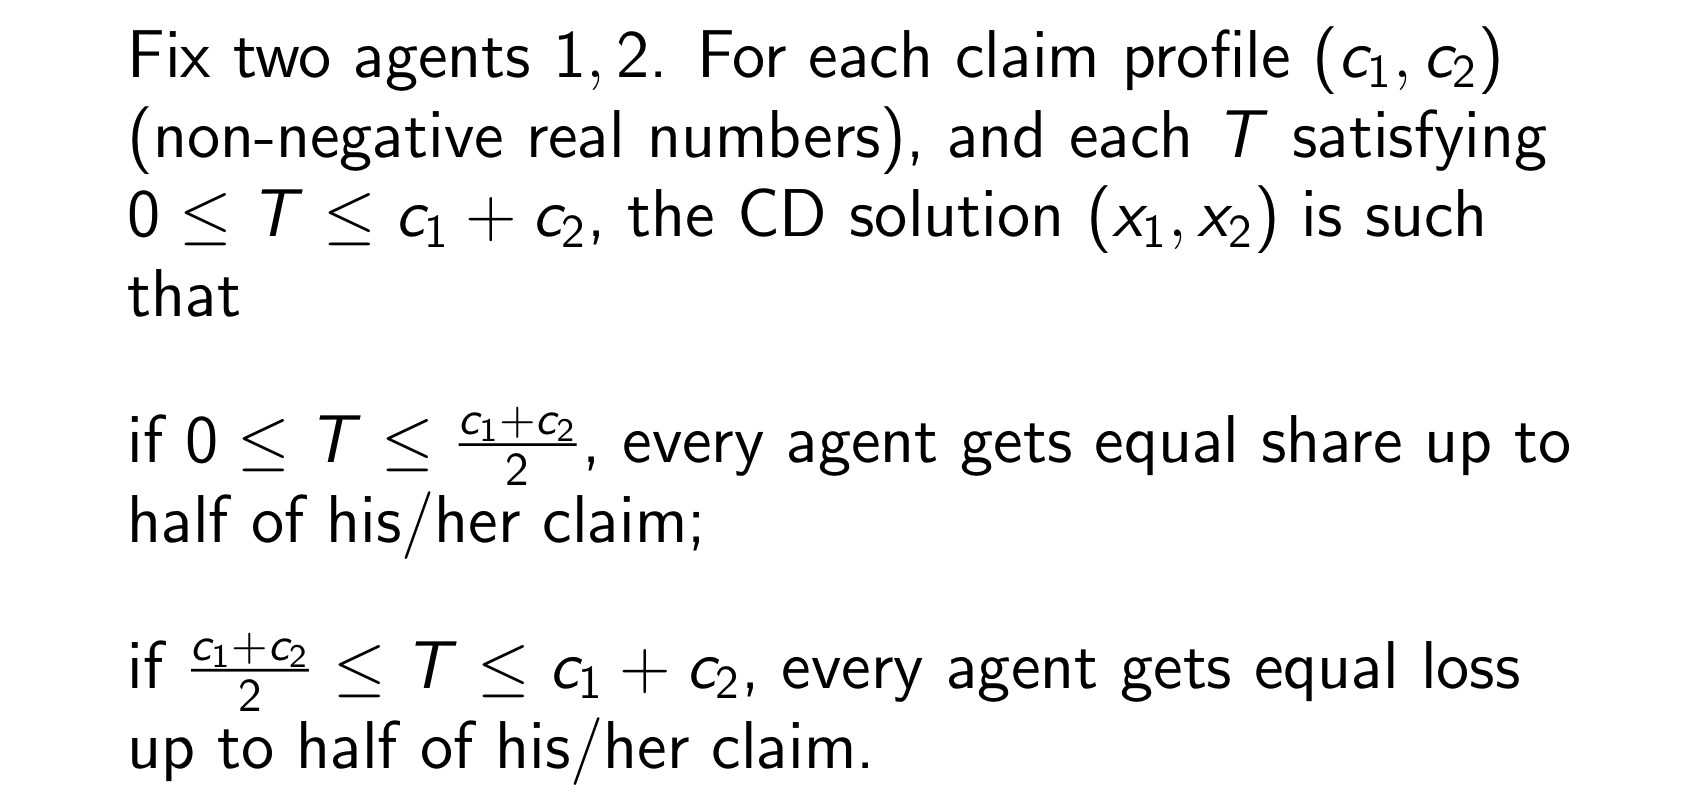 Fix two agents 1, 2. For each claim profile (c₁, c₂)
(non-negative real numbers), and each T satisfying
0 ≤ T ≤ c₁ + c₂, the CD solution (x₁, x₂) is such
that
if 0 ≤ T ≤ (c₁+c₂)/2, every agent gets equal share up to
half of his/her claim;
if (c₁+c₂)/2 ≤ T ≤ c₁ + c₂, every agent gets equal loss
up to half of his/her claim.